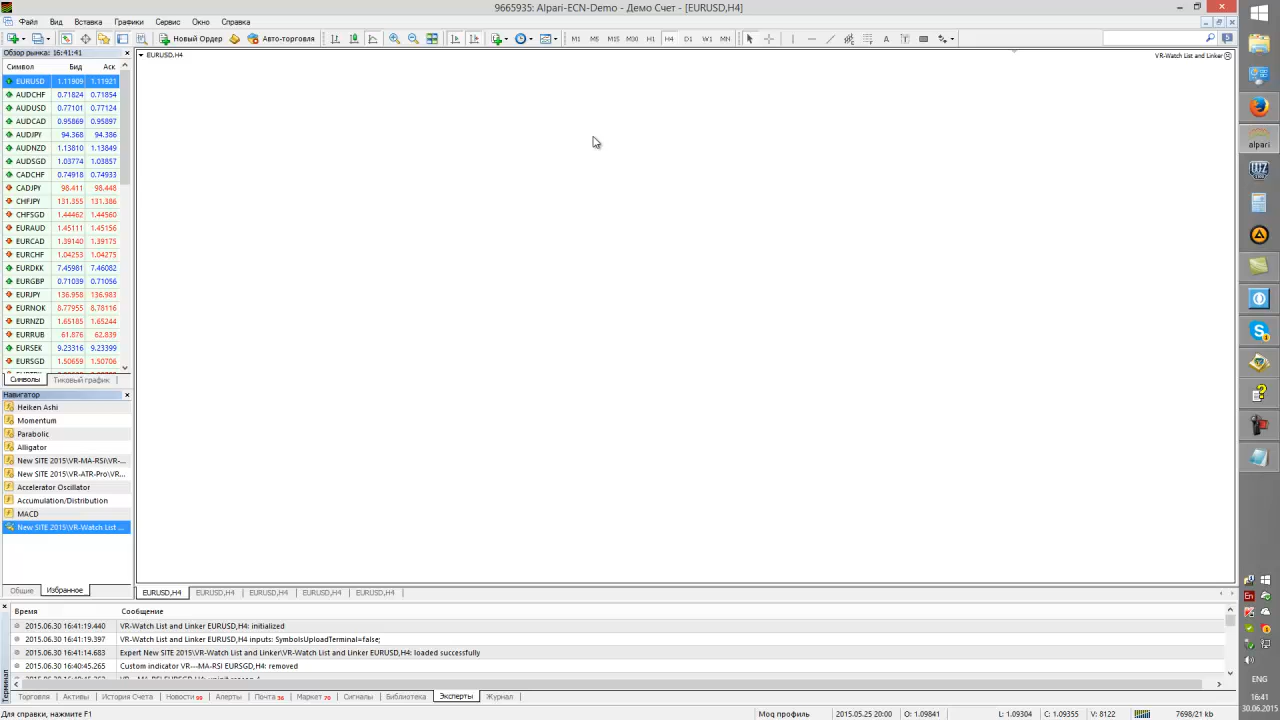 9665935: Alpari-ECN-Demo - Демо Счет - [EURUSD,H4]
Файл Вид Вставка Графики Сервис Окно Справка
Новый Ордер Авто-торговля M1 M5 M15 M30 H1 H4 D1 W1 MN
Обзор рынка: 16:41:41
Символ Бид Аск
EURUSD 1.11909 1.11921
AUDCHF 0.71824 0.71854
AUDUSD 0.77101 0.77124
AUDCAD 0.95869 0.95897
AUDJPY 94.368 94.386
AUDNZD 1.13810 1.13849
AUDSGD 1.03774 1.03857
CADCHF 0.74918 0.74933
CADJPY 98.411 98.448
CHFJPY 131.355 131.386
CHFSGD 1.44462 1.44560
EURAUD 1.45111 1.45156
EURCAD 1.39140 1.39175
EURCHF 1.04253 1.04275
EURDKK 7.45981 7.46082
EURGBP 0.71039 0.71056
EURJPY 136.958 136.983
EURNOK 8.77955 8.78116
EURNZD 1.65185 1.65244
EURRUB 61.876 62.839
EURSEK 9.23316 9.23399
EURSGD 1.50659 1.50706
Символы Тиковый график
Навигатор
Heiken Ashi
Momentum
Parabolic
Alligator
New SITE 2015\VR-MA-RSI\VR-...
New SITE 2015\VR-ATR-Pro\VR...
Accelerator Oscillator
Accumulation/Distribution
MACD
New SITE 2015\VR-Watch List ...
Общие Избранное
EURUSD,H4
VR-Watch List and Linker
EURUSD,H4 EURUSD,H4 EURUSD,H4 EURUSD,H4 EURUSD,H4
Время Сообщение
2015.06.30 16:41:19.440 VR-Watch List and Linker EURUSD,H4: initialized
2015.06.30 16:41:19.397 VR-Watch List and Linker EURUSD,H4 inputs: SymbolsUploadTerminal=false;
2015.06.30 16:41:14.683 Expert New SITE 2015\VR-Watch List and Linker\VR-Watch List and Linker EURUSD,H4: loaded successfully
2015.06.30 16:40:45.265 Custom indicator VR---MA-RSI EURSGD,H4: removed
Терминал
Торговля Активы История Счета Новости 99 Алерты Почта 36 Маркет 70 Сигналы Библиотека Эксперты Журнал
Для справки, нажмите F1 Moq профиль 2015.05.25 20:00 O: 1.09841 L: 1.09304 C: 1.09355 V: 8122 7698/21 kb
alpari
En
ENG
16:41
30.06.2015